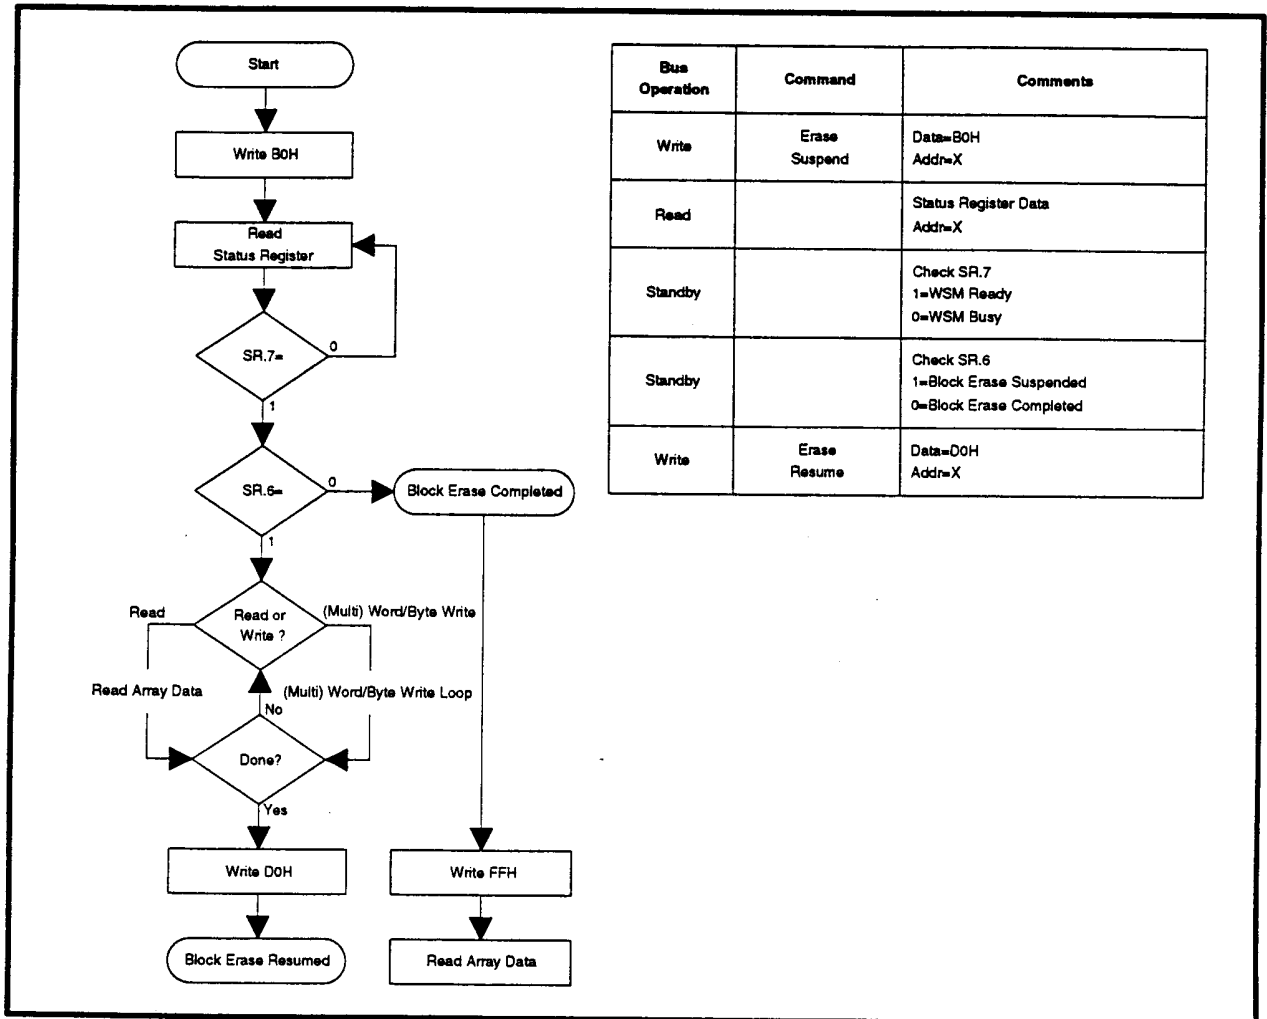 Start
Write B0H
Read
Status Register
SR.7=
0
1
SR.6=
0
Block Erase Completed
1
Read
Read or
Write ?
(Multi) Word/Byte Write
Read Array Data
(Multi) Word/Byte Write Loop
No
Done?
Yes
Write D0H
Write FFH
Block Erase Resumed
Read Array Data
Bus
Operation
Command
Comments
Write
Erase
Suspend
Data=B0H
Addr=X
Read
Status Register Data
Addr=X
Standby
Check SR.7
1=WSM Ready
0=WSM Busy
Standby
Check SR.6
1=Block Erase Suspended
0=Block Erase Completed
Write
Erase
Resume
Data=D0H
Addr=X